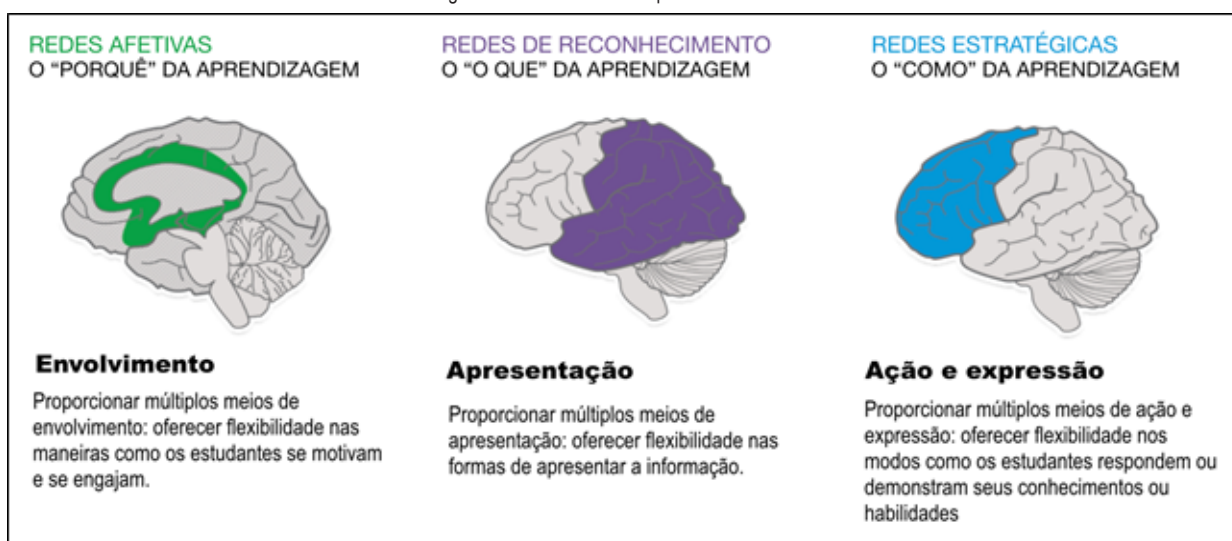 REDES AFETIVAS
O “PORQUÊ” DA APRENDIZAGEM
Envolvimento
Proporcionar múltiplos meios de
envolvimento: oferecer flexibilidade nas
maneiras como os estudantes se motivam
e se engajam.
REDES DE RECONHECIMENTO
O “O QUE” DA APRENDIZAGEM
Apresentação
Proporcionar múltiplos meios de
apresentação: oferecer flexibilidade nas
formas de apresentar a informação.
REDES ESTRATÉGICAS
O “COMO” DA APRENDIZAGEM
Ação e expressão
Proporcionar múltiplos meios de ação e
expressão: oferecer flexibilidade nos
modos como os estudantes respondem ou
demonstram seus conhecimentos ou
habilidades